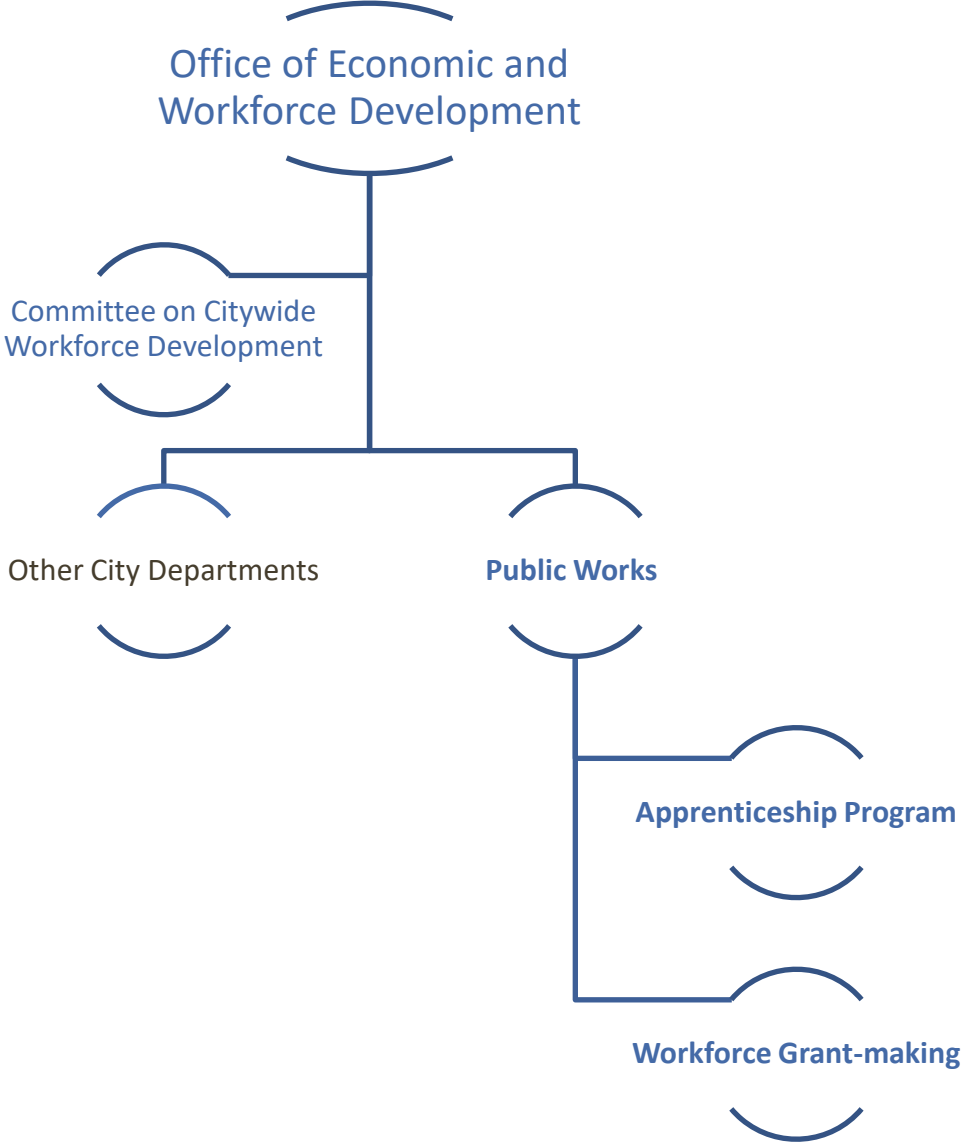 Office of Economic and
Workforce Development
Committee on Citywide
Workforce Development
Other City Departments
Public Works
Apprenticeship Program
Workforce Grant-making